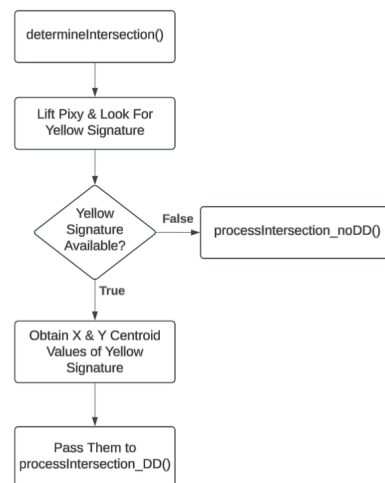 determineIntersection()
Lift Pixy & Look For
Yellow Signature
Yellow
Signature
Available?
False
processIntersection_noDD()
True
Obtain X & Y Centroid
Values of Yellow
Signature
Pass Them to
processIntersection_DD()